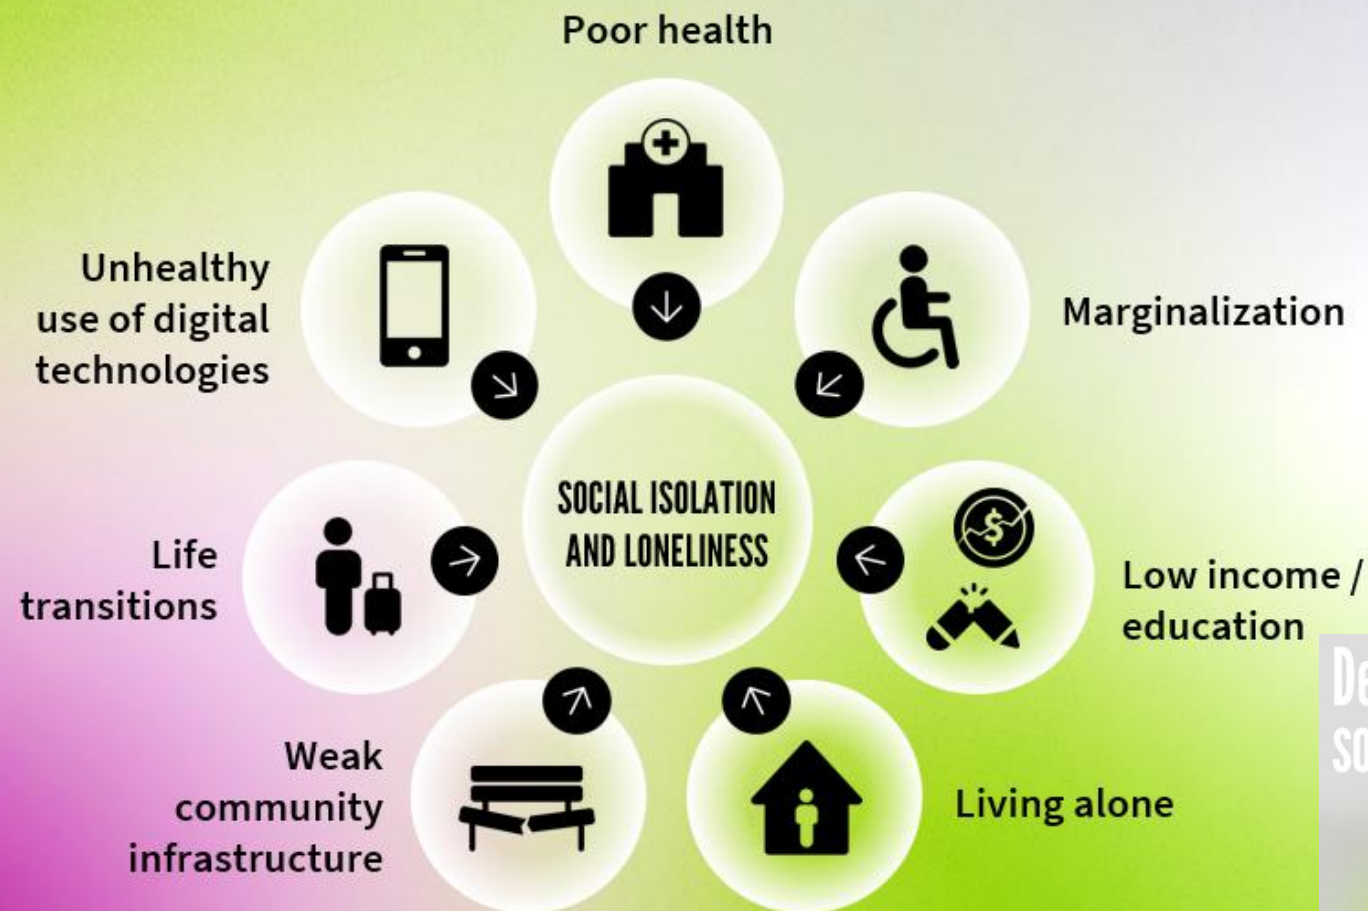 Poor health
Unhealthy
use of digital
technologies
Marginalization
SOCIAL ISOLATION
AND LONELINESS
Life
transitions
Low income /
education
Weak
community
infrastructure
Living alone